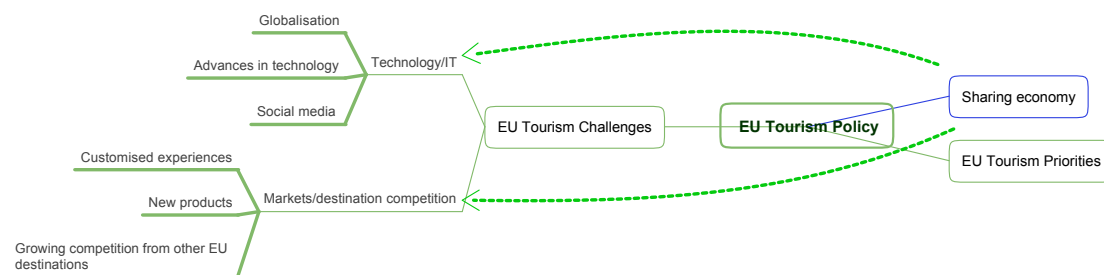 Globalisation
Advances in technology
Technology/IT
Social media
Sharing economy
EU Tourism Challenges
EU Tourism Policy
EU Tourism Priorities
Customised experiences
New products
Markets/destination competition
Growing competition from other EU
destinations